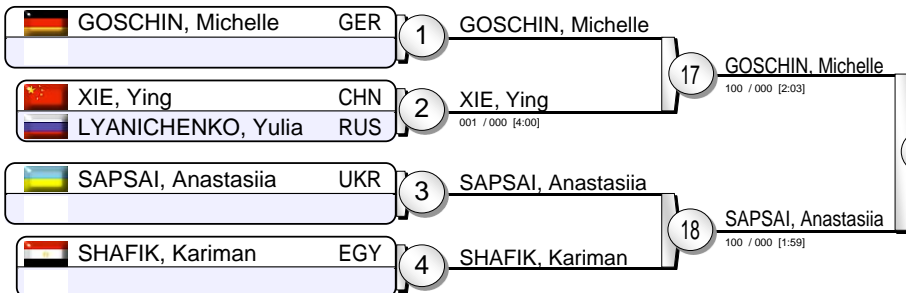 GOSCHIN, Michelle GER
1
GOSCHIN, Michelle
XIE, Ying CHN
LYANICHENKO, Yulia RUS
2
XIE, Ying
001 / 000 [4:00]
17
GOSCHIN, Michelle
100 / 000 [2:03]
SAPSAI, Anastasiia UKR
3
SAPSAI, Anastasiia
SHAFIK, Kariman EGY
4
SHAFIK, Kariman
18
SAPSAI, Anastasiia
100 / 000 [1:59]